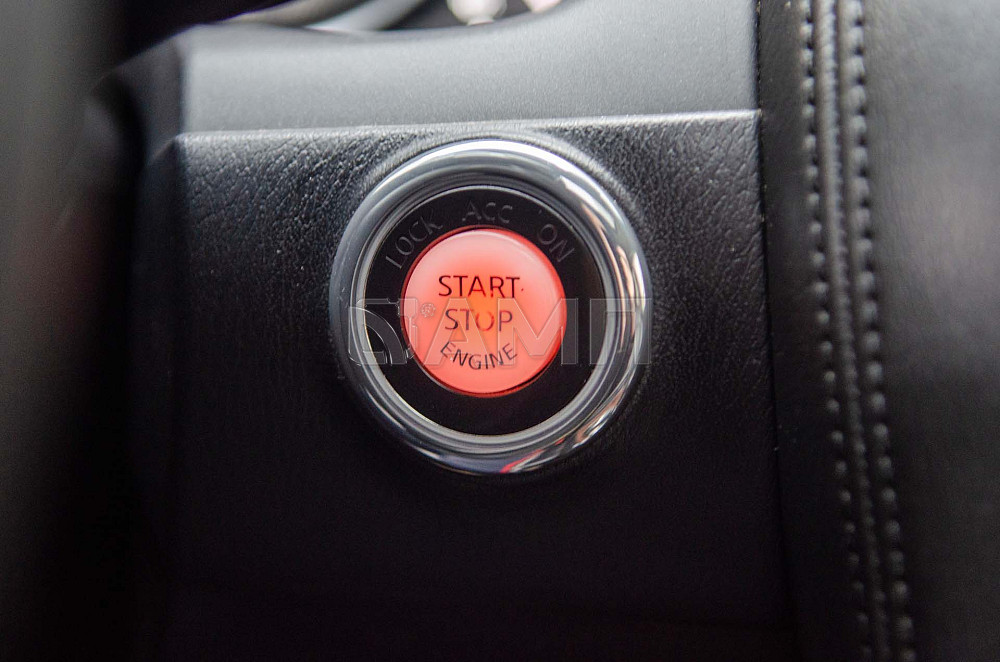 LOCK ACC ON
START
STOP
ENGINE